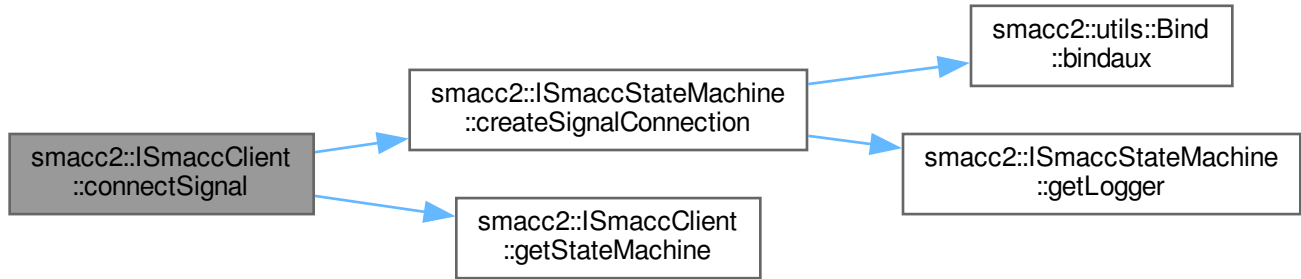 smacc2::ISmaccClient
::connectSignal
smacc2::ISmaccStateMachine
::createSignalConnection
smacc2::ISmaccClient
::getStateMachine
smacc2::utils::Bind
::bindaux
smacc2::ISmaccStateMachine
::getLogger